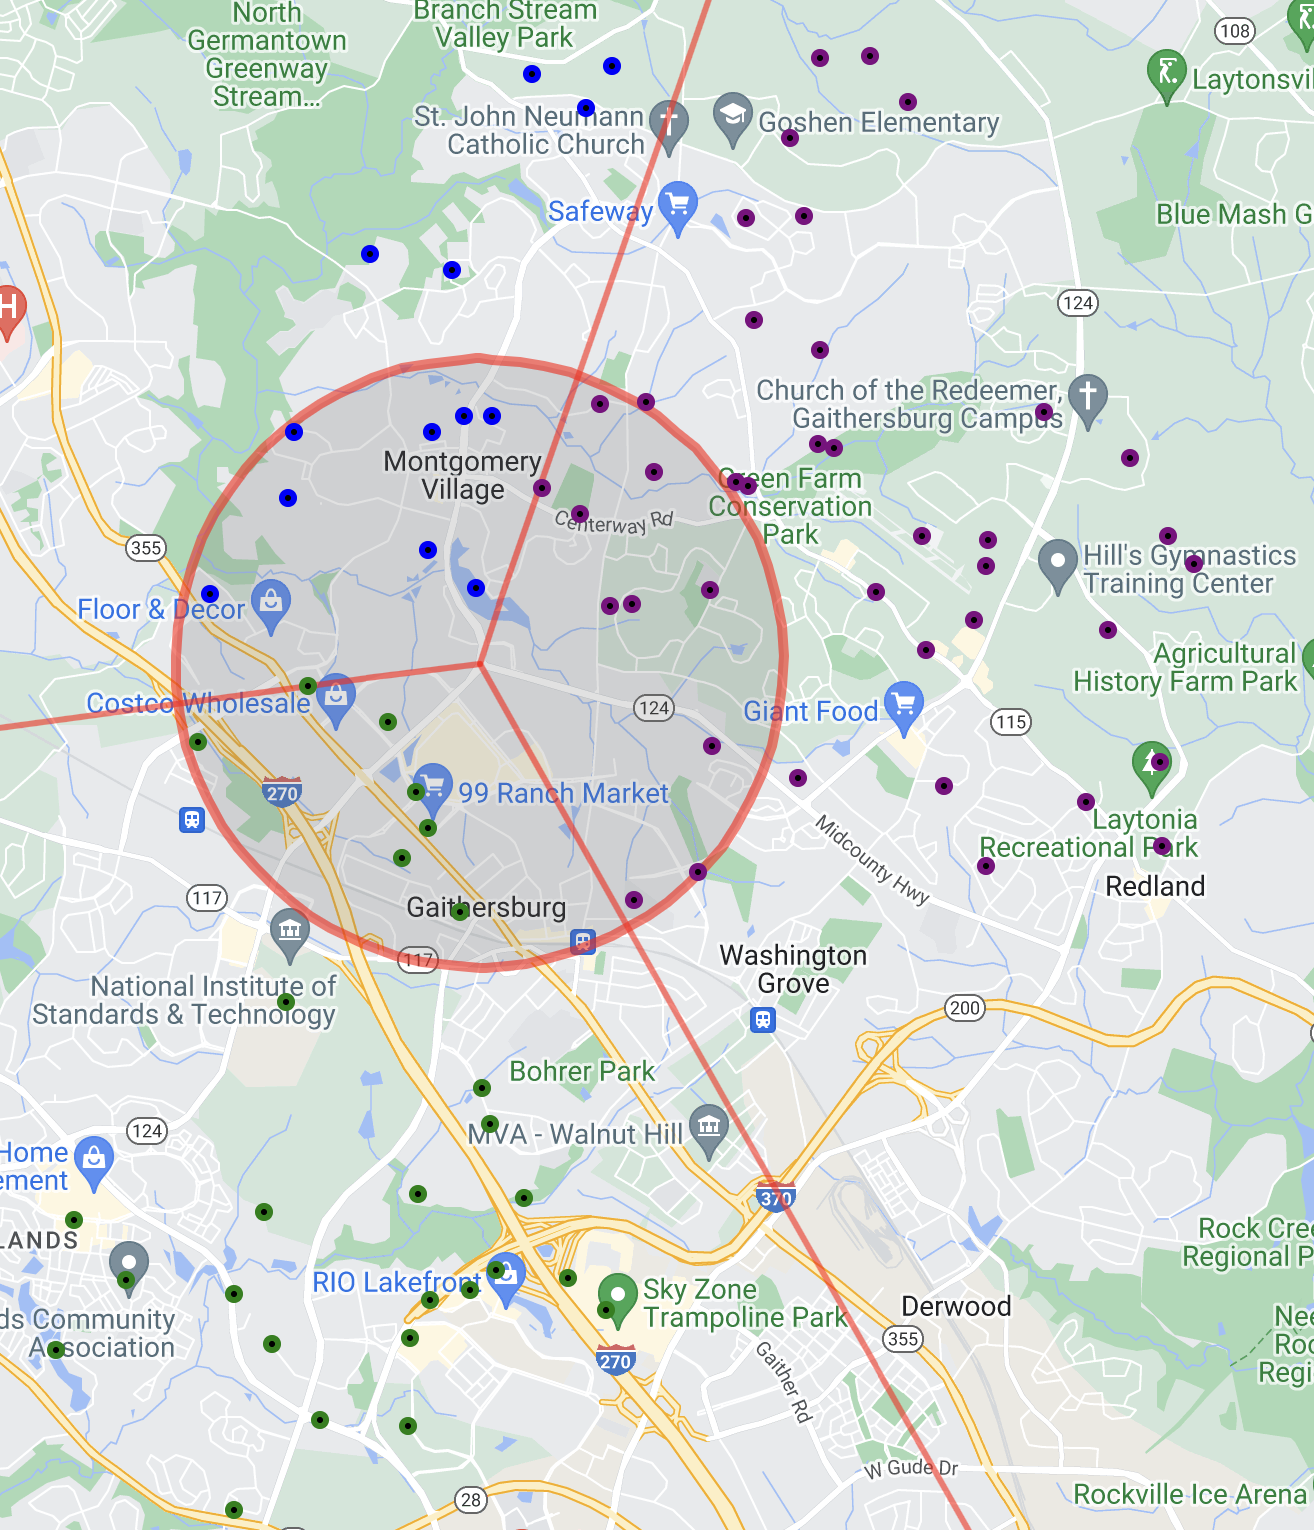 North
Germantown
Greenway
Stream...
Branch Stream
Valley Park
108
Laytonsvil
St. John Neumann
Catholic Church
Goshen Elementary
Safeway
Blue Mash G
H
124
Church of the Redeemer,
Gaithersburg Campus
Montgomery
Village
Green Farm
Conservation
Park
Centerway Rd
355
Hill's Gymnastics
Training Center
Floor & Decor
Agricultural
History Farm Park
Costco Wholesale
124
Giant Food
115
270
99 Ranch Market
Midcounty Hwy
Laytonia
Recreational Park
Redland
117
Gaithersburg
117
Washington
Grove
National Institute of
Standards & Technology
200
Bohrer Park
124
MVA - Walnut Hill
Home
ement
370
LANDS
Rock Cree
Regional P
RIO Lakefront
Sky Zone
Trampoline Park
Derwood
ds Community
Association
355
270
Nee
Roc
Regi
Gaither Rd
W Gude Dr
28
Rockville Ice Arena